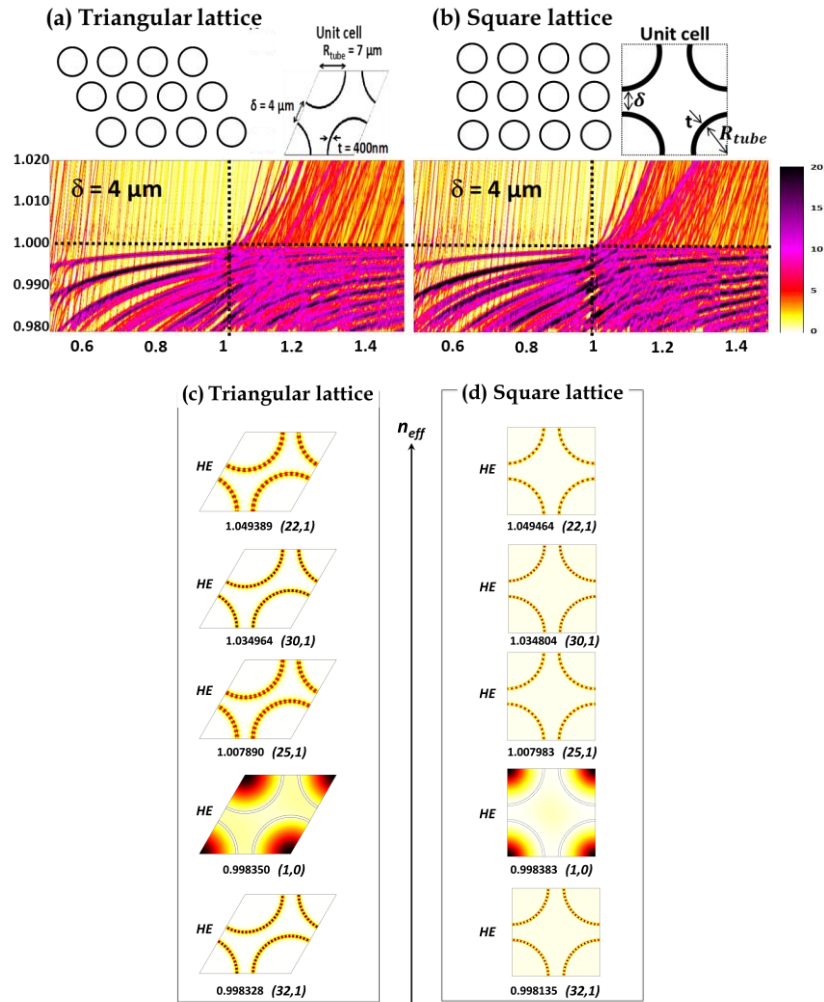 (a) Triangular lattice
Unit cell
R_tube = 7 µm
δ = 4 µm
t = 400nm
(b) Square lattice
Unit cell
δ
t
R_tube
1.020
1.010
1.000
0.990
0.980
δ = 4 µm
0.6 0.8 1 1.2 1.4
δ = 4 µm
0.6 0.8 1 1.2 1.4
20
15
10
5
0
(c) Triangular lattice
HE
1.049389 (22,1)
HE
1.034964 (30,1)
HE
1.007890 (25,1)
HE
0.998350 (1,0)
HE
0.998328 (32,1)
n_eff
(d) Square lattice
HE
1.049464 (22,1)
HE
1.034804 (30,1)
HE
1.007983 (25,1)
HE
0.998383 (1,0)
HE
0.998135 (32,1)